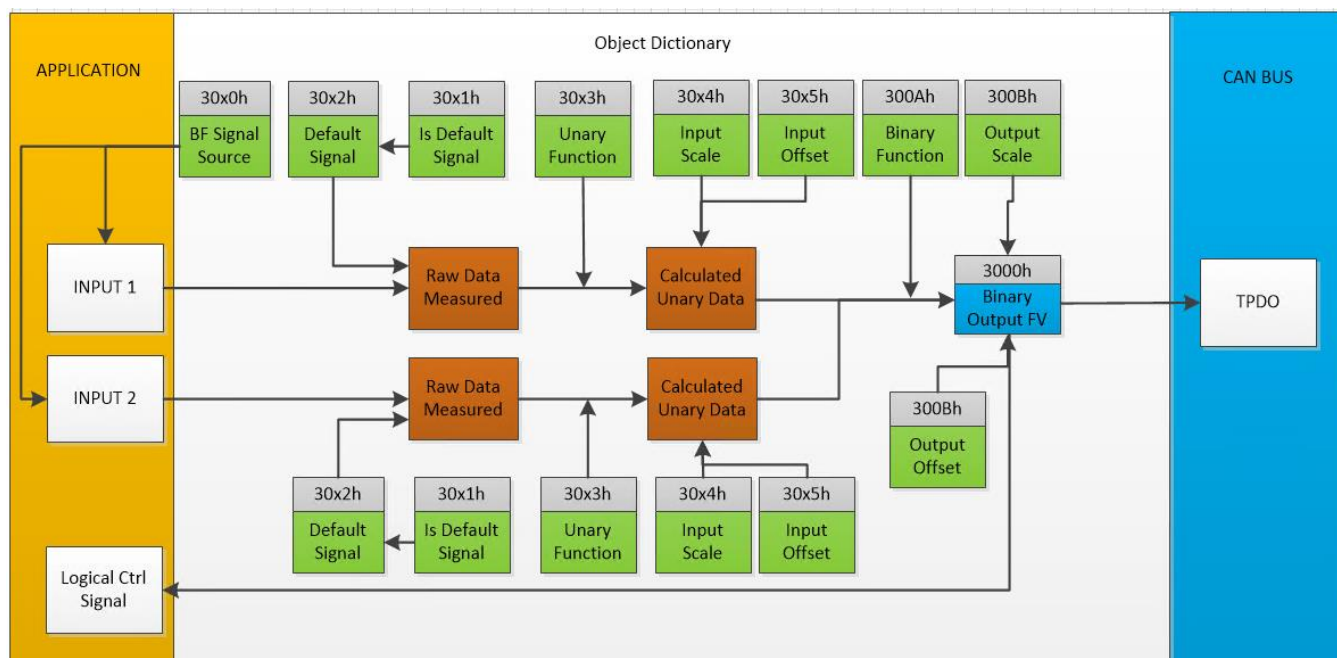 Object Dictionary
APPLICATION
CAN BUS
30x0h
BF Signal
Source
30x2h
Default
Signal
30x1h
Is Default
Signal
30x3h
Unary
Function
30x4h
Input
Scale
30x5h
Input
Offset
300Ah
Binary
Function
300Bh
Output
Scale
INPUT 1
Raw Data
Measured
Calculated
Unary Data
3000h
Binary
Output FV
TPDO
INPUT 2
Raw Data
Measured
Calculated
Unary Data
300Bh
Output
Offset
30x2h
Default
Signal
30x1h
Is Default
Signal
30x3h
Unary
Function
30x4h
Input
Scale
30x5h
Input
Offset
Logical Ctrl
Signal